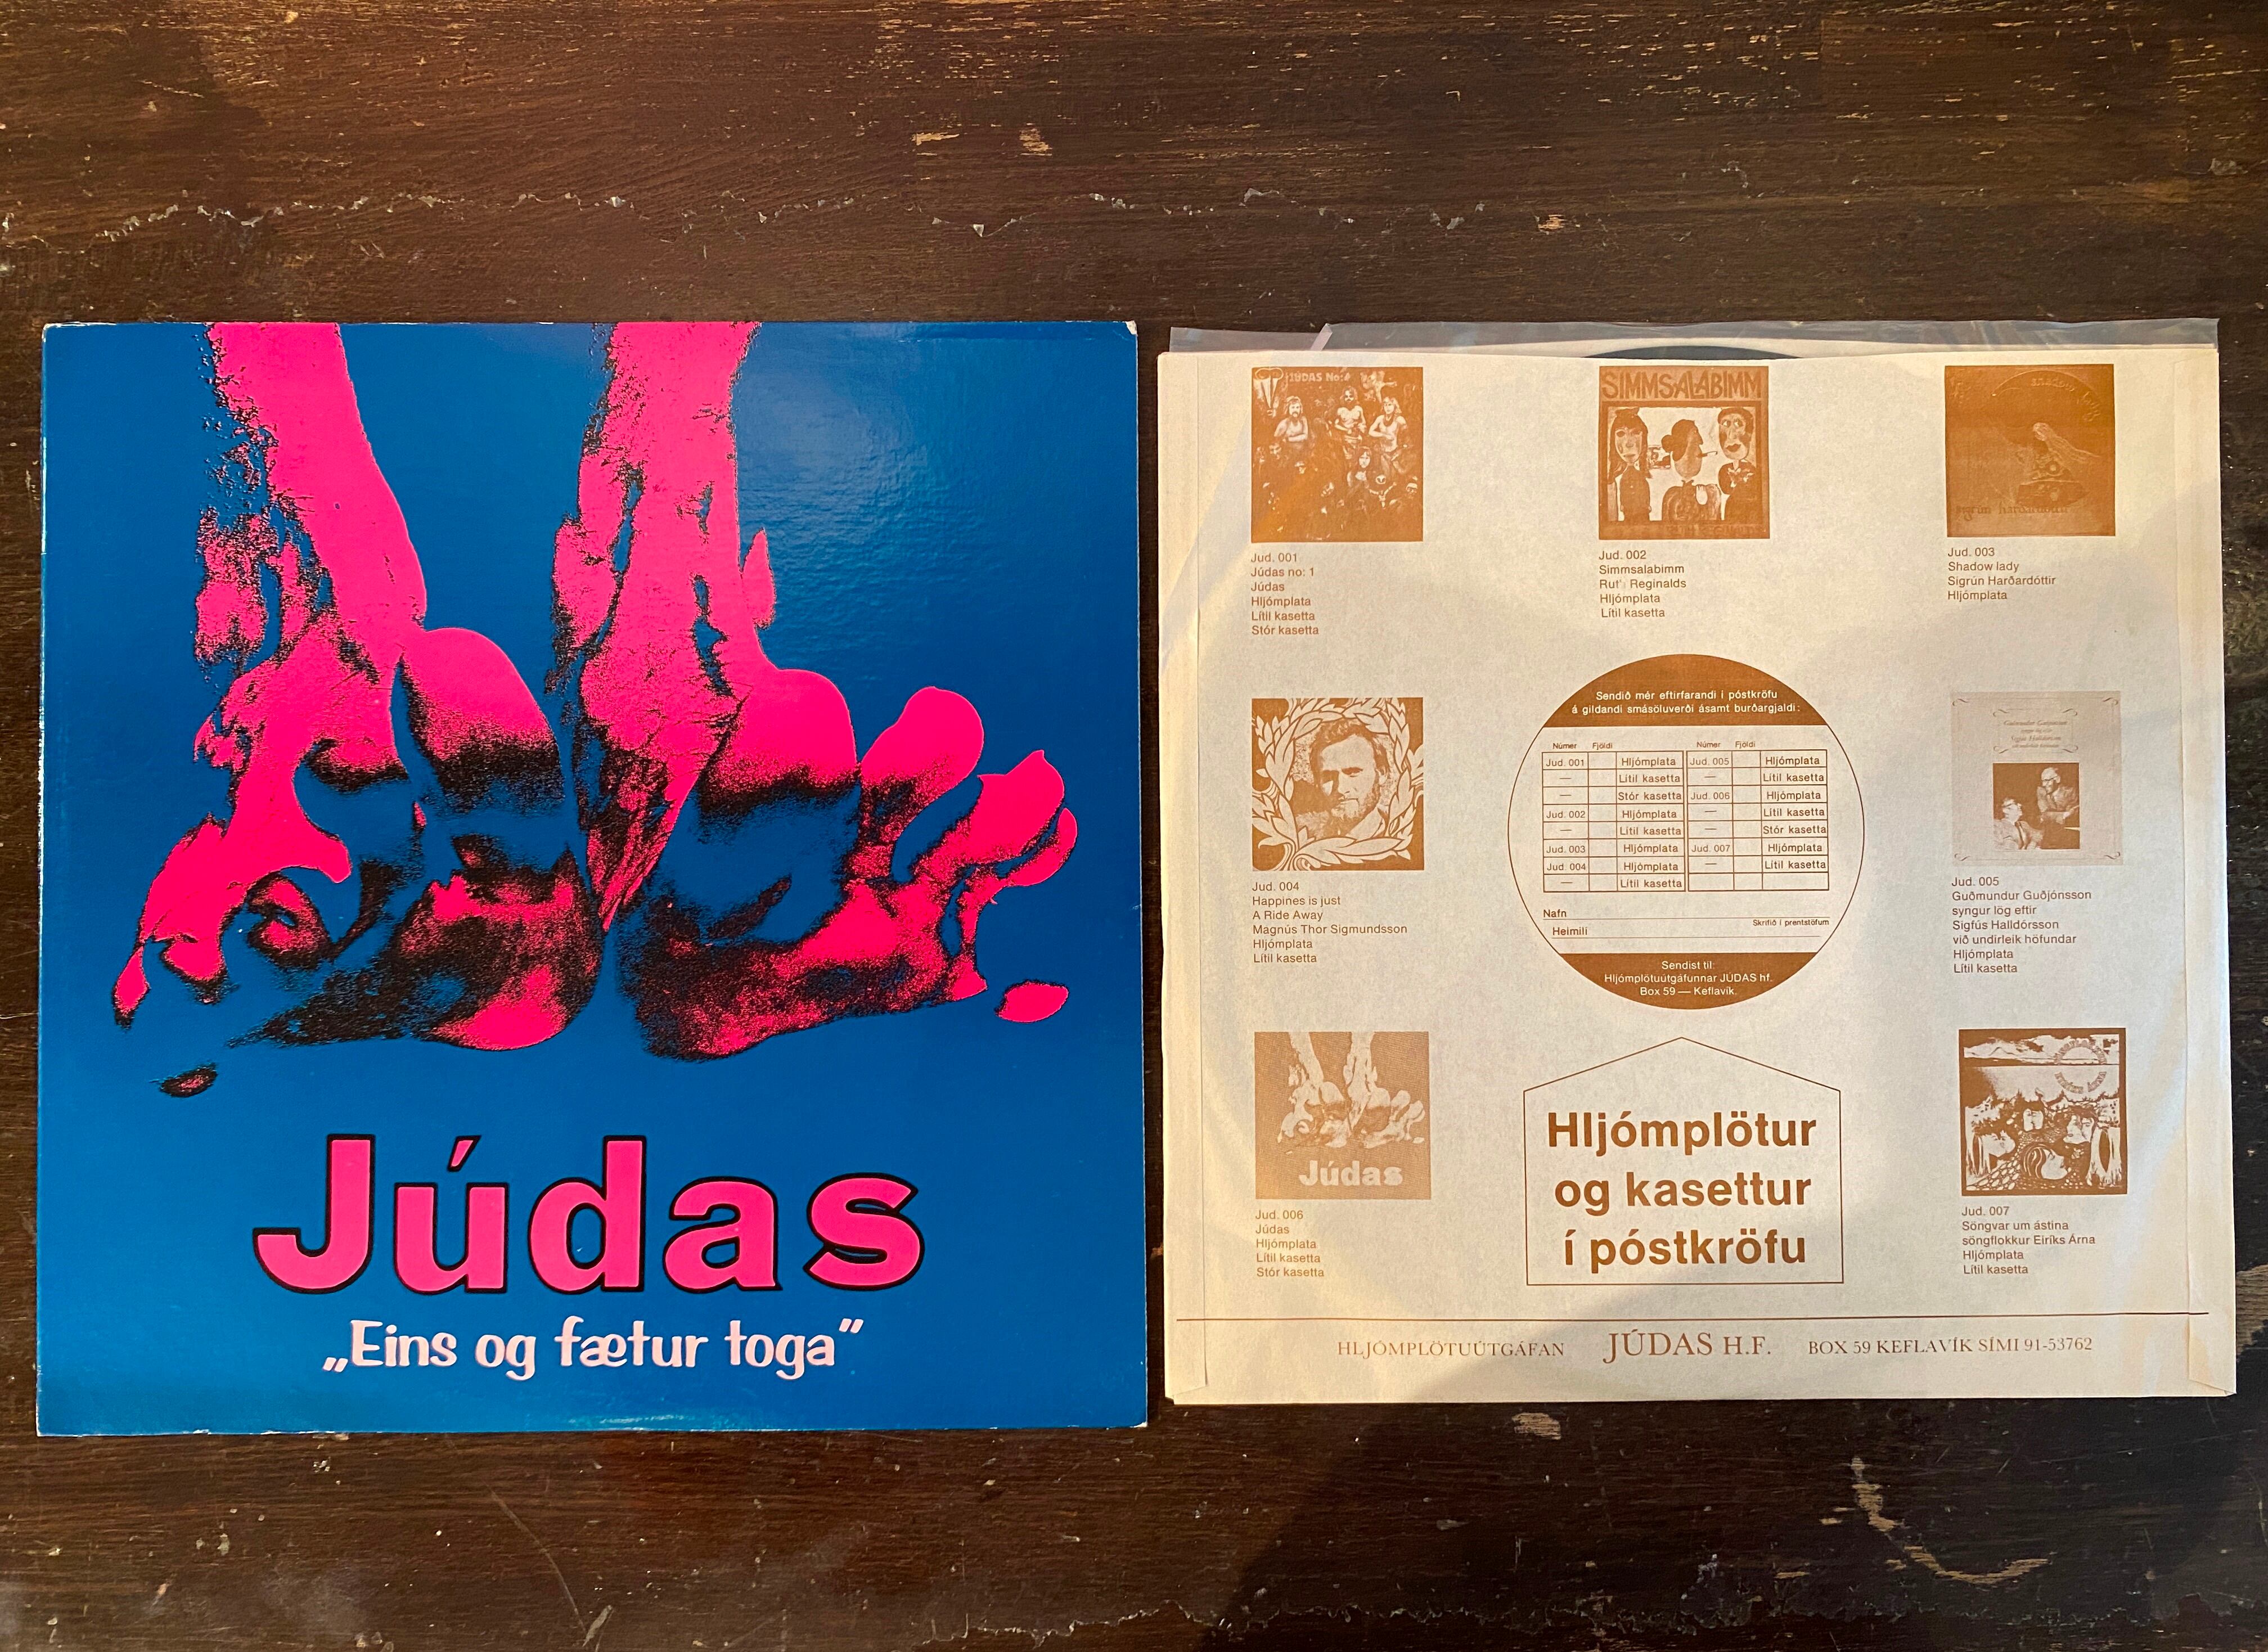 Júdas
„Eins og fætur toga”
JÚDAS No: 1
Jud. 001
Júdas no: 1
Júdas
Hljómplata
Lítil kasetta
Stór kasetta
SIMMSALABIMM
Jud. 002
Simmsalabimm
Rut Reginalds
Hljómplata
Lítil kasetta
Jud. 003
Shadow lady
Sigrún Harðardóttir
Hljómplata
Jud. 004
Happines is just
A Ride Away
Magnús Thor Sigmundsson
Hljómplata
Lítil kasetta
Sendið mér eftirfarandi í póstkröfu
á gildandi smásöluverði ásamt burðargjaldi:
Númer Fjöldi Númer Fjöldi
Jud. 001 Hljómplata Jud. 005 Hljómplata
— Lítil kasetta — Lítil kasetta
— Stór kasetta Jud. 006 Hljómplata
Jud. 002 Hljómplata — Lítil kasetta
— Lítil kasetta — Stór kasetta
Jud. 003 Hljómplata Jud. 007 Hljómplata
Jud. 004 Hljómplata — Lítil kasetta
— Lítil kasetta
Nafn
Skrifið í prentstöfum
Heimili
Sendist til:
Hljómplötuútgáfunnar JÚDAS hf.
Box 59 — Keflavík.
Jud. 005
Guðmundur Guðjónsson
syngur lög eftir
Sigfús Halldórsson
við undirleik höfundar
Hljómplata
Lítil kasetta
Júdas
Jud. 006
Júdas
Hljómplata
Lítil kasetta
Stór kasetta
Hljómplötur
og kasettur
í póstkröfu
Jud. 007
Söngvar um ástina
söngflokkur Eiríks Árna
Hljómplata
Lítil kasetta
HLJÓMPLÖTUÚTGÁFAN JÚDAS H.F. BOX 59 KEFLAVÍK SÍMI 91-53762